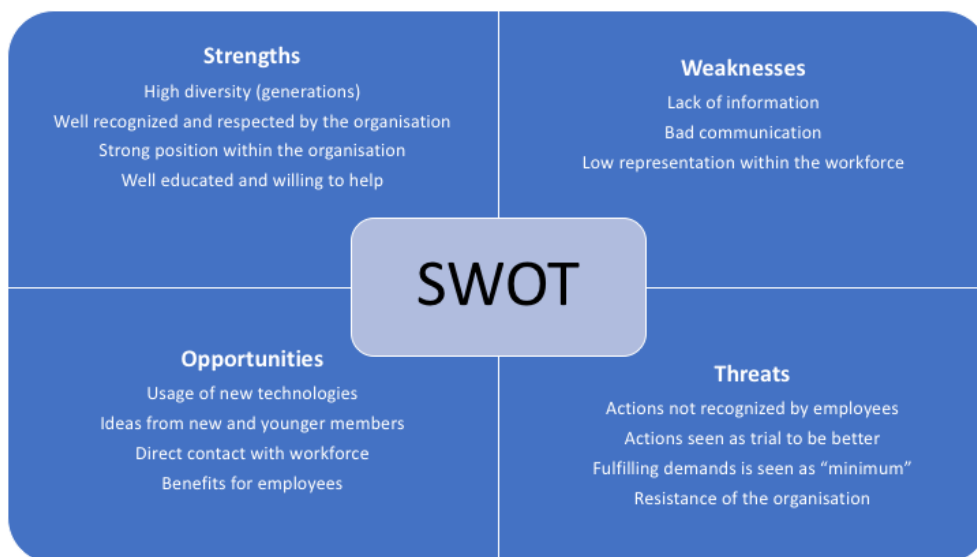 Strengths
High diversity (generations)
Well recognized and respected by the organisation
Strong position within the organisation
Well educated and willing to help
Weaknesses
Lack of information
Bad communication
Low representation within the workforce
SWOT
Opportunities
Usage of new technologies
Ideas from new and younger members
Direct contact with workforce
Benefits for employees
Threats
Actions not recognized by employees
Actions seen as trial to be better
Fulfilling demands is seen as “minimum”
Resistance of the organisation